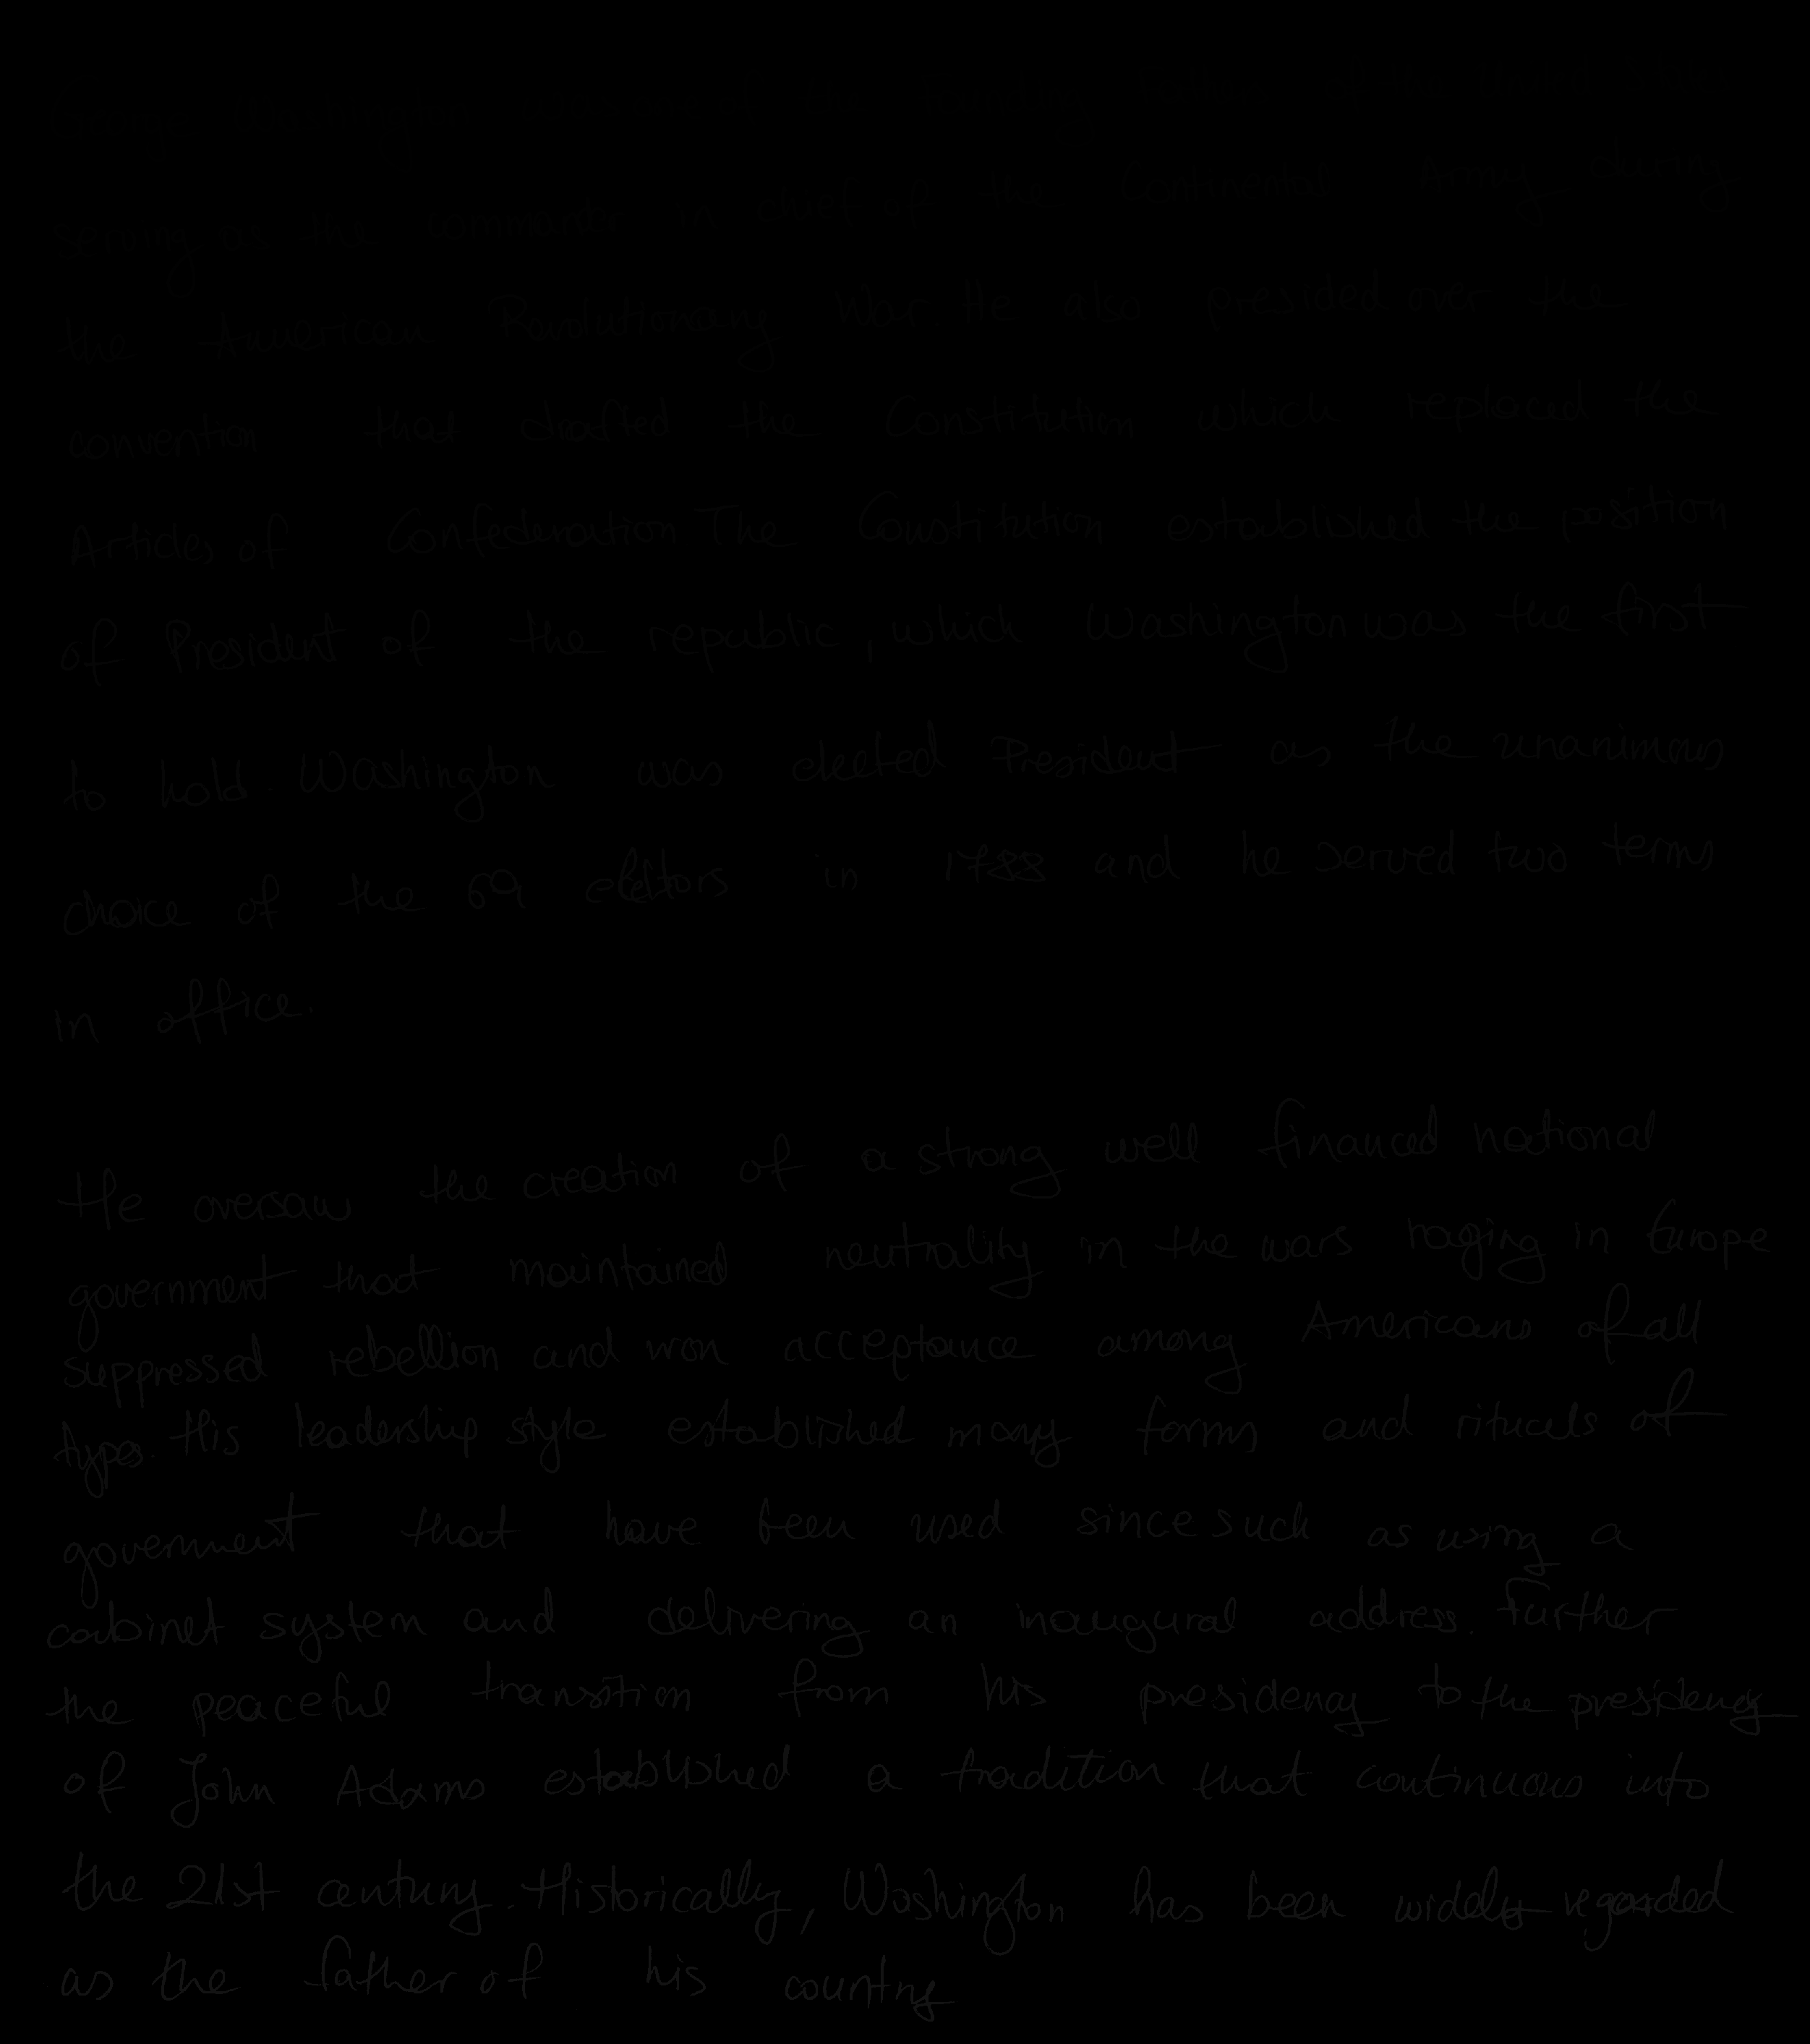 serving as the commander in chief of the Continental Army during
the American Revolutionary War. He also presided over the
convention that drafted the Constitution which replaced the
Articles of Confederation The Constitution established the position
of President of the republic, which Washington was the first
to hold. Washington was elected President as the unanimous
choice of the 69 electors in 1788 and he served two terms
in office.
He oversaw the creation of a strong well financed national
government that maintained neutrality in the wars raging in Europe
suppressed rebellion and won acceptance among Americans of all
types. His leadership style established many forms and rituals of
government that have been used since such as using a
cabinet system and delivering an inaugural address. Further
the peaceful transition from his presidency to the presidency
of John Adams established a tradition that continuous into
the 21st century. Historically, Washington has been widely regarded
as the father of his country